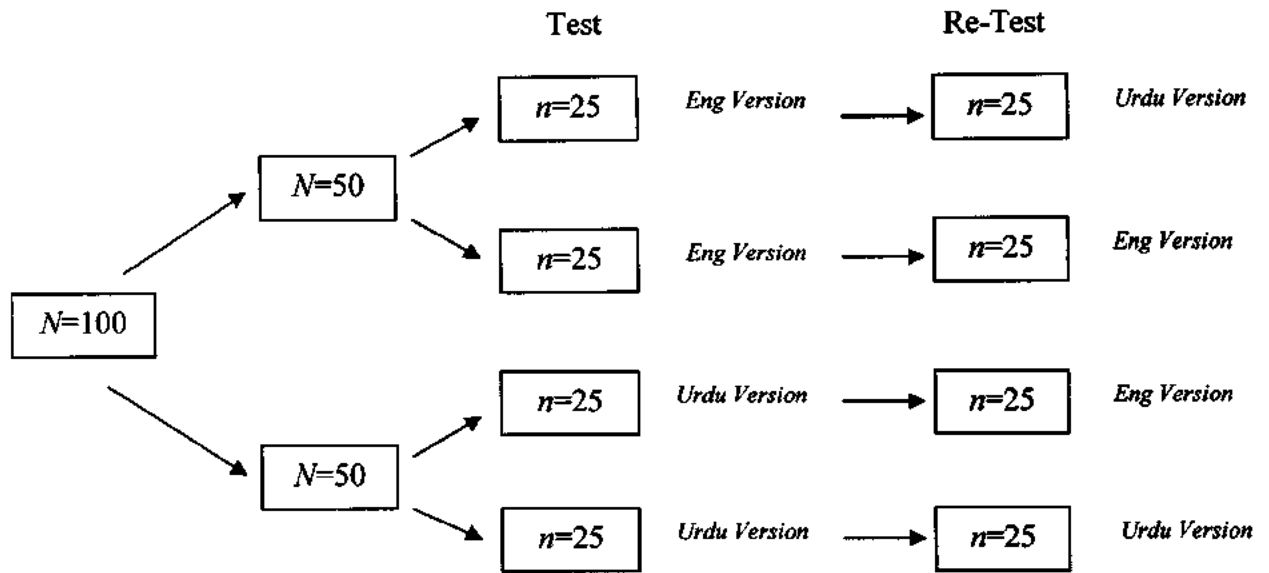 Test Re-Test
n=25 Eng Version n=25 Urdu Version
N=50
n=25 Eng Version n=25 Eng Version
N=100
n=25 Urdu Version n=25 Eng Version
N=50
n=25 Urdu Version n=25 Urdu Version